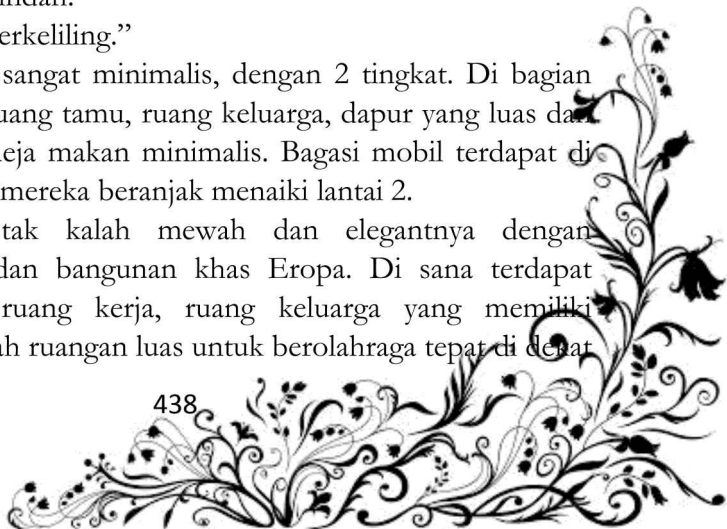 erkeliling.”
sangat minimalis, dengan 2 tingkat. Di bagian
uang tamu, ruang keluarga, dapur yang luas dan
eja makan minimalis. Bagasi mobil terdapat di
mereka beranjak menaiki lantai 2.
tak kalah mewah dan elegantnya dengan
dan bangunan khas Eropa. Di sana terdapat
ruang kerja, ruang keluarga yang memiliki
ah ruangan luas untuk berolahraga tepat di dekat
438